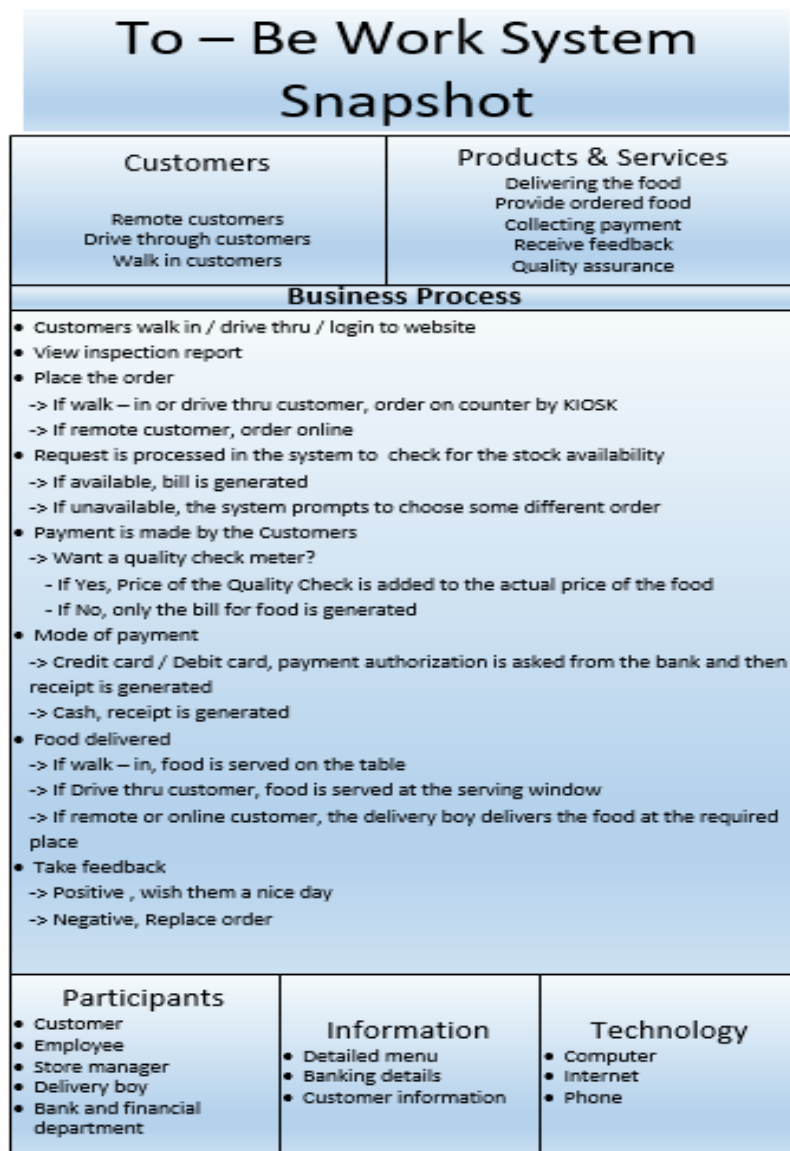 To – Be Work System
Snapshot
Customers
Remote customers
Drive through customers
Walk in customers
Products & Services
Delivering the food
Provide ordered food
Collecting payment
Receive feedback
Quality assurance
Business Process
• Customers walk in / drive thru / login to website
• View inspection report
• Place the order
-> If walk – in or drive thru customer, order on counter by KIOSK
-> If remote customer, order online
• Request is processed in the system to check for the stock availability
-> If available, bill is generated
-> If unavailable, the system prompts to choose some different order
• Payment is made by the Customers
-> Want a quality check meter?
- If Yes, Price of the Quality Check is added to the actual price of the food
- If No, only the bill for food is generated
• Mode of payment
-> Credit card / Debit card, payment authorization is asked from the bank and then
receipt is generated
-> Cash, receipt is generated
• Food delivered
-> If walk – in, food is served on the table
-> If Drive thru customer, food is served at the serving window
-> If remote or online customer, the delivery boy delivers the food at the required
place
• Take feedback
-> Positive , wish them a nice day
-> Negative, Replace order
Participants
• Customer
• Employee
• Store manager
• Delivery boy
• Bank and financial
department
Information
• Detailed menu
• Banking details
• Customer information
Technology
• Computer
• Internet
• Phone